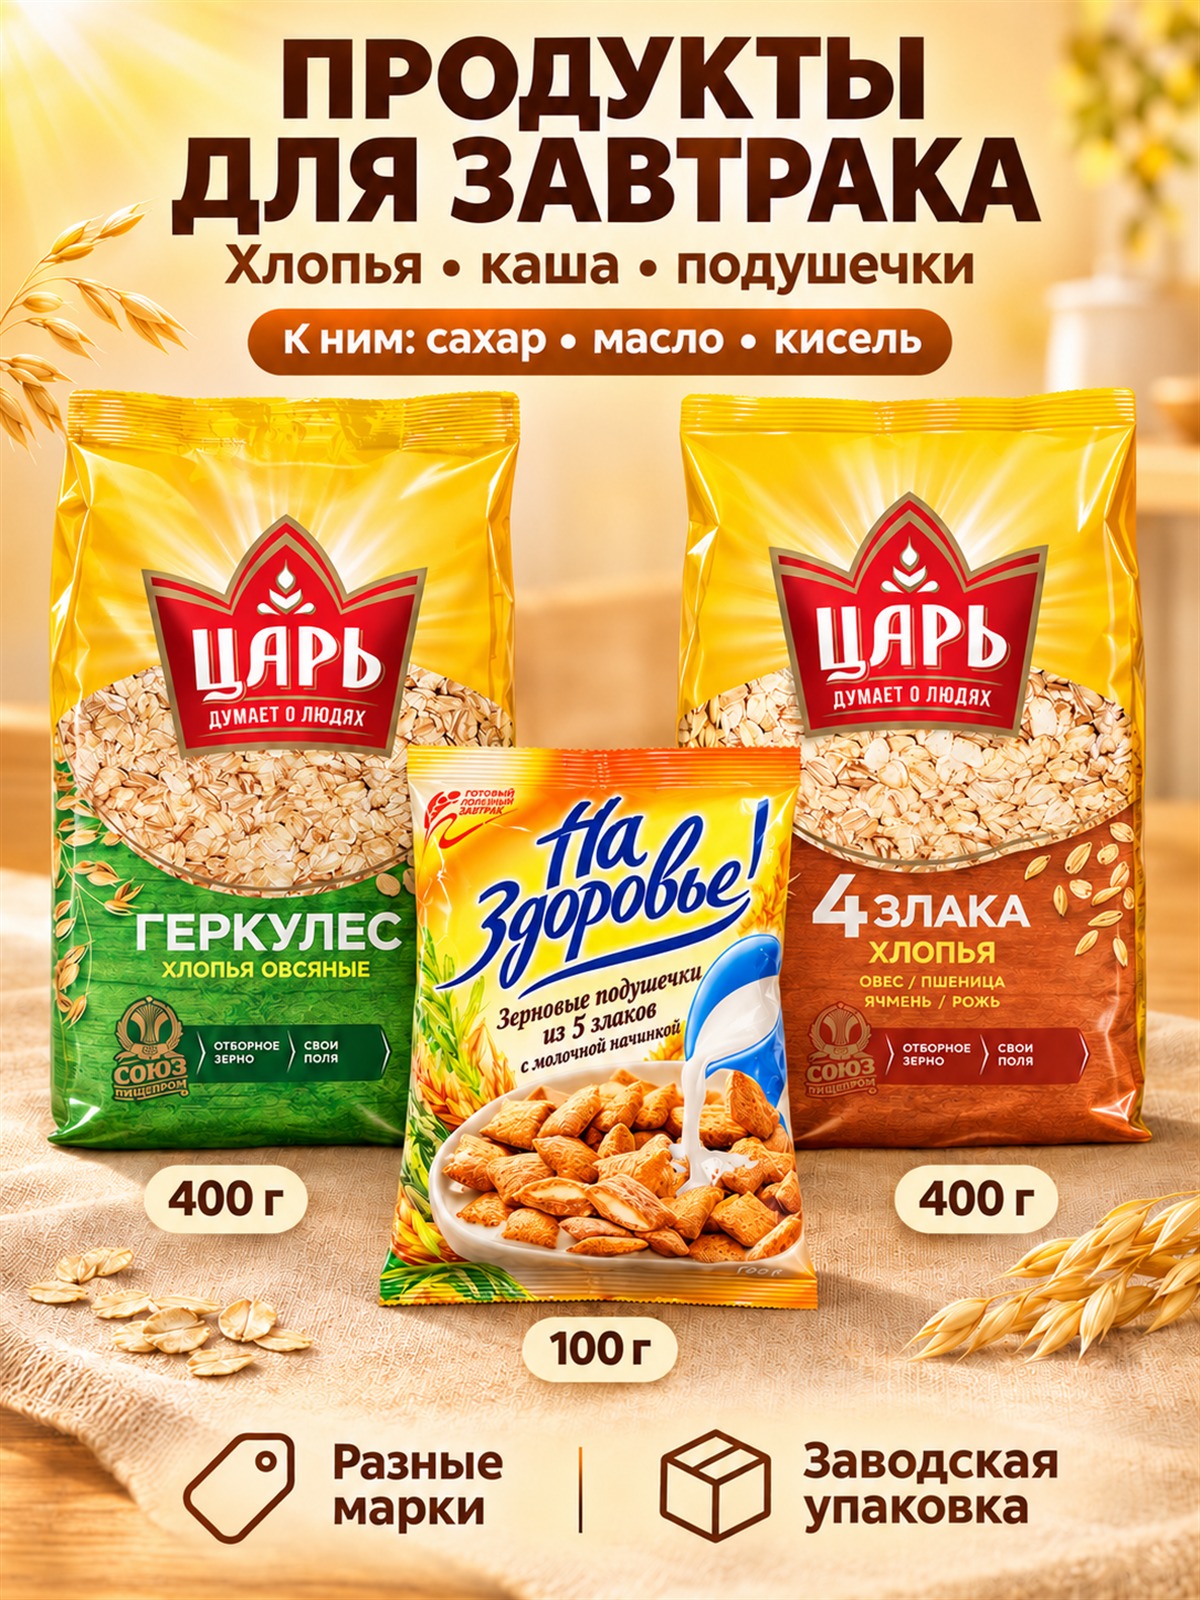 ПРОДУКТЫ
ДЛЯ ЗАВТРАКА
Хлопья • каша • подушечки
К ним: сахар • масло • кисель
ЦАРЬ
ДУМАЕТ О ЛЮДЯХ
ГЕРКУЛЕС
ХЛОПЬЯ ОВСЯНЫЕ
СОЮЗ
ПИЩЕПРОМ
ОТБОРНОЕ
ЗЕРНО
СВОИ
ПОЛЯ
400 г
ГОТОВЫЙ
ПОЛЕЗНЫЙ
ЗАВТРАК
На
Здоровье!
Зерновые подушечки
из 5 злаков
с молочной начинкой
100 г
ЦАРЬ
ДУМАЕТ О ЛЮДЯХ
4 ЗЛАКА
ХЛОПЬЯ
ОВЕС / ПШЕНИЦА
ЯЧМЕНЬ / РОЖЬ
СОЮЗ
ПИЩЕПРОМ
ОТБОРНОЕ
ЗЕРНО
СВОИ
ПОЛЯ
400 г
Разные
марки
Заводская
упаковка